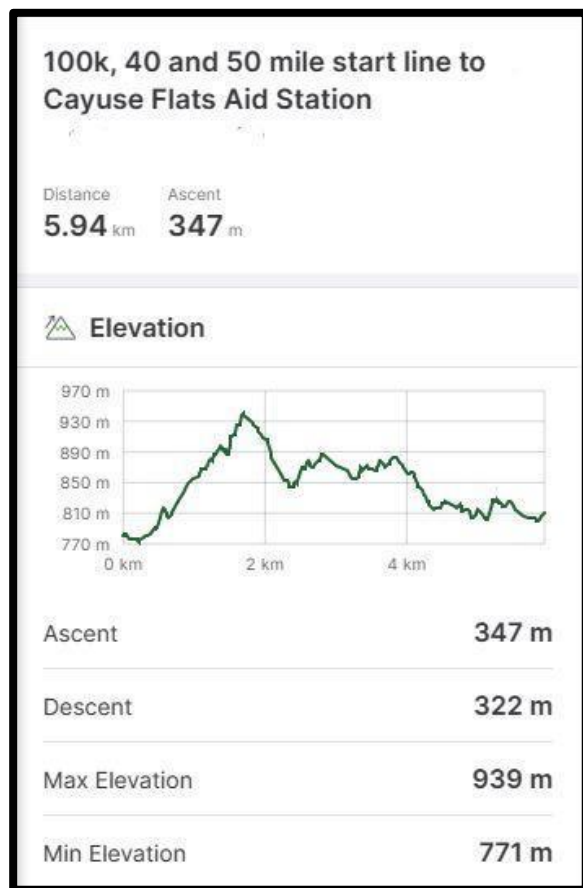 100k, 40 and 50 mile start line to
Cayuse Flats Aid Station
Distance Ascent
5.94 km 347 m
Elevation
970 m
930 m
890 m
850 m
810 m
770 m
0 km 2 km 4 km
Ascent 347 m
Descent 322 m
Max Elevation 939 m
Min Elevation 771 m